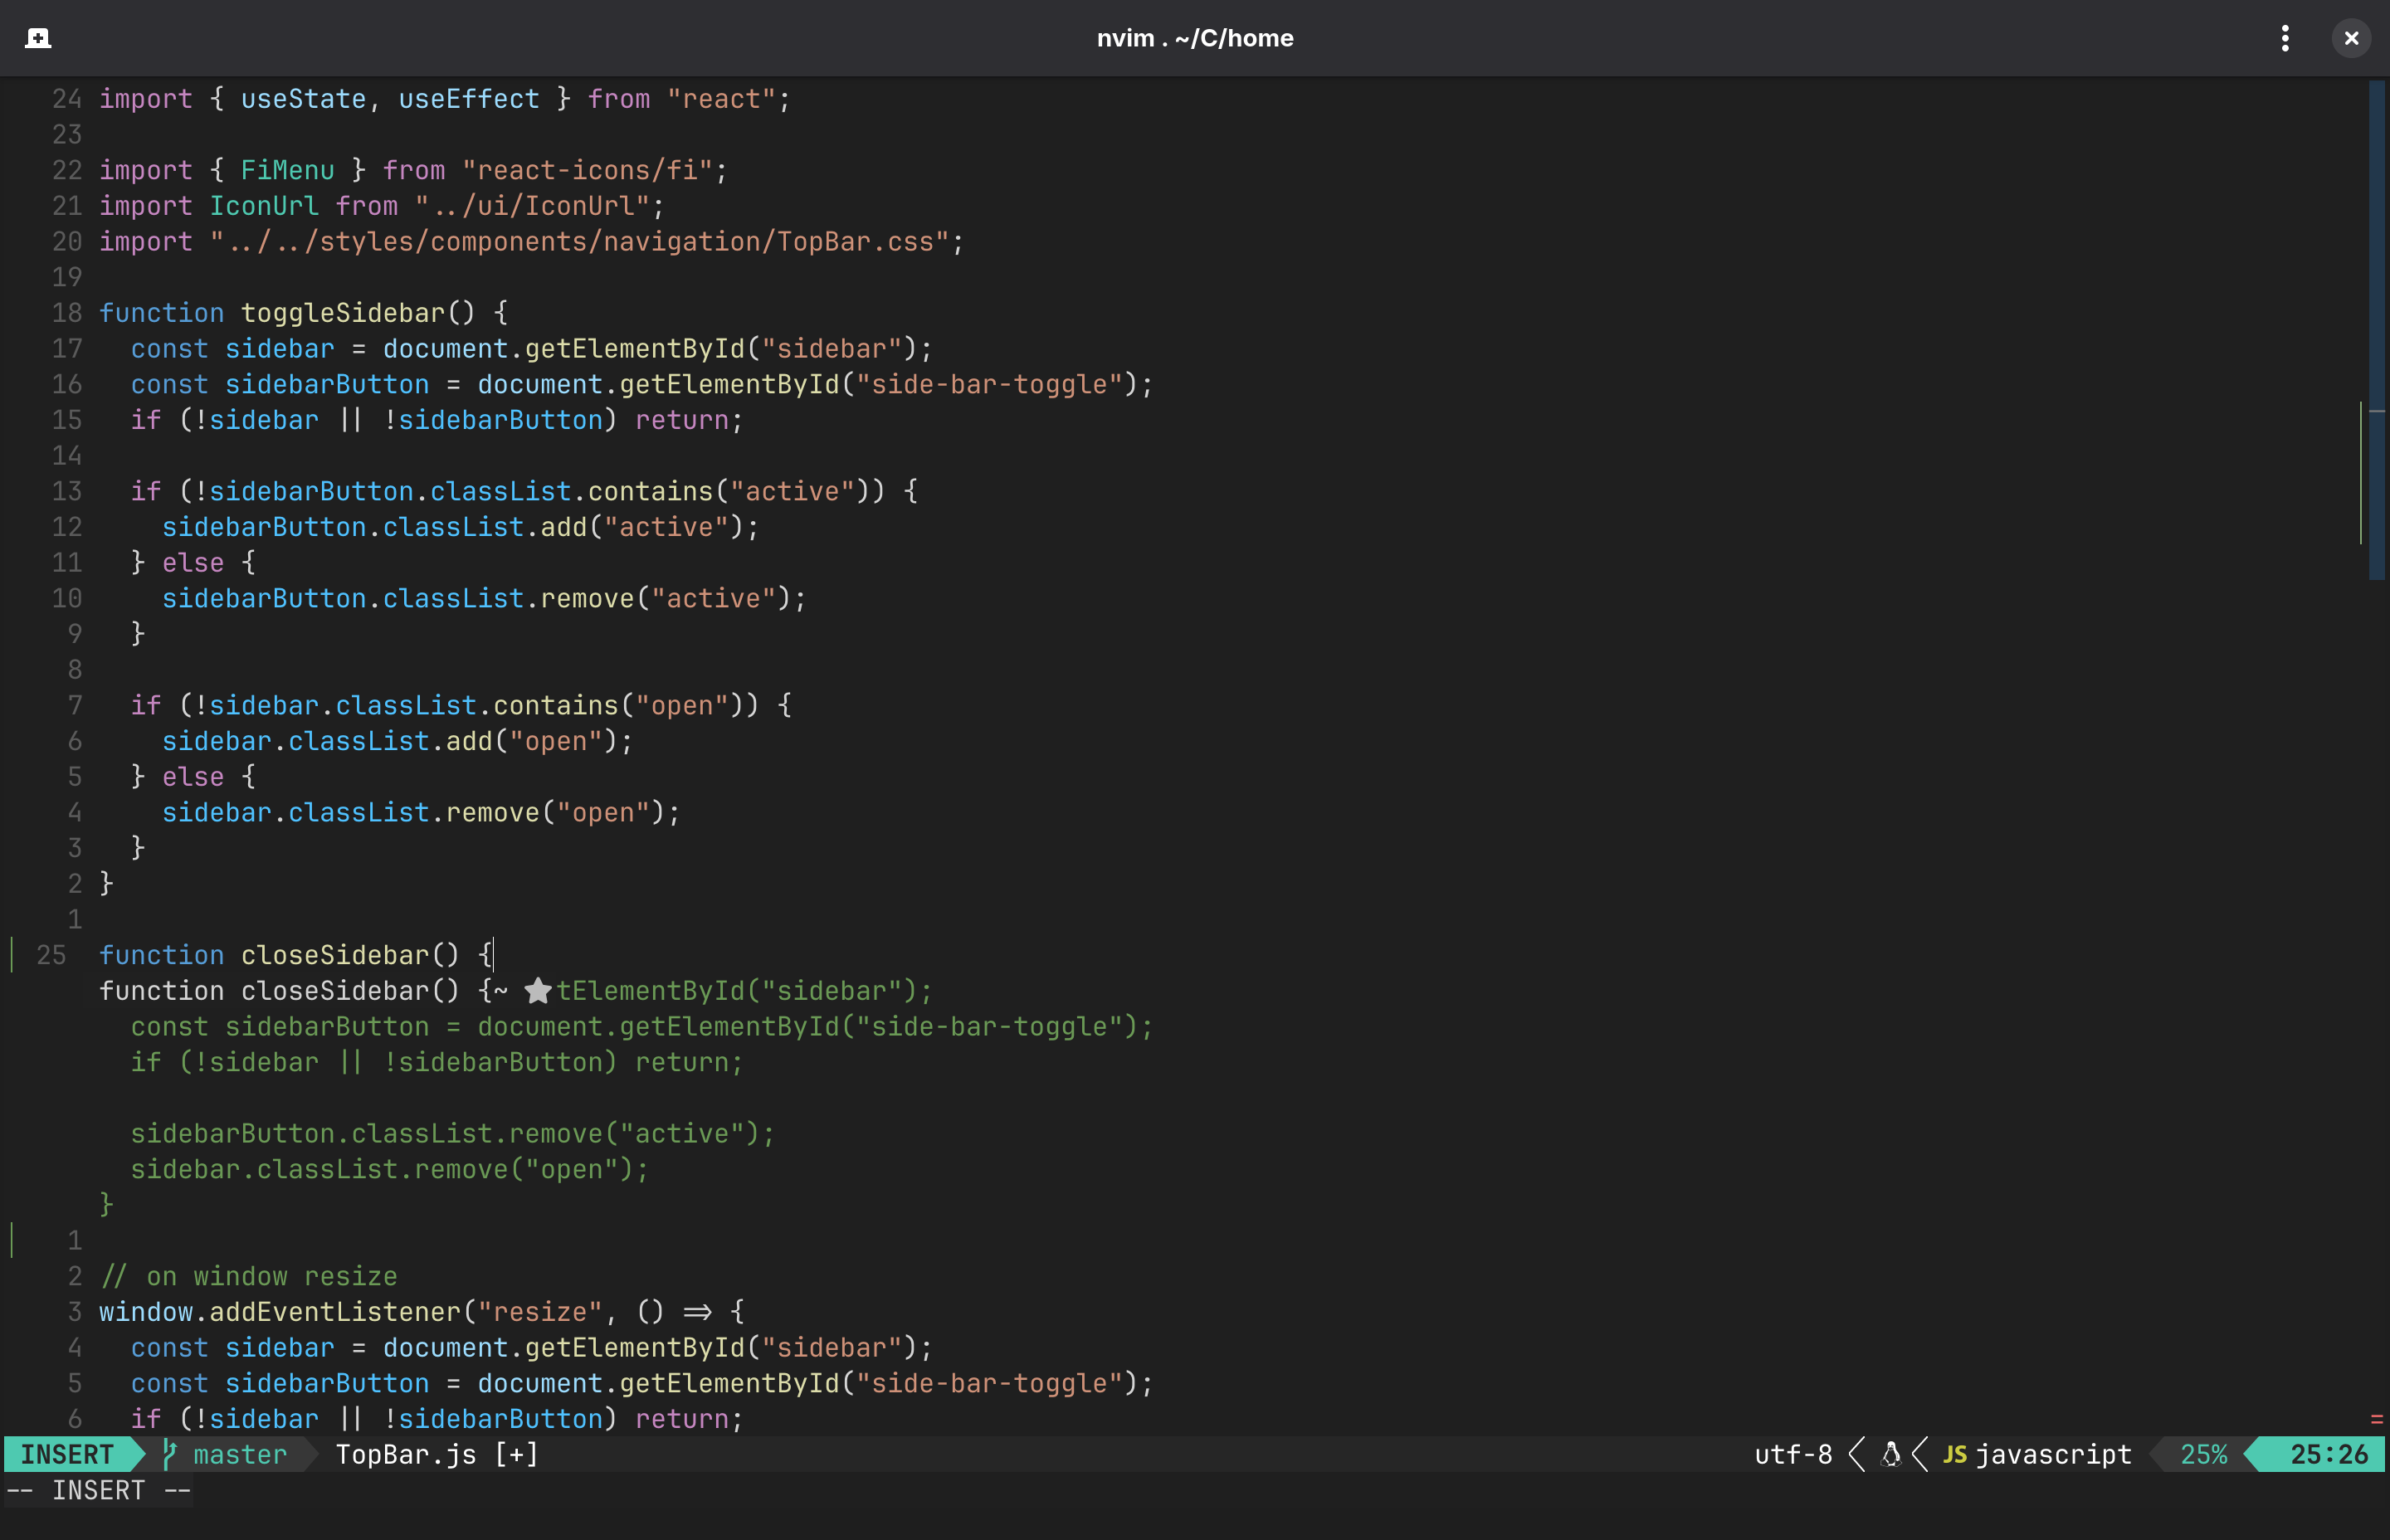 nvim . ~/C/home
24 import { useState, useEffect } from "react";
23
22 import { FiMenu } from "react-icons/fi";
21 import IconUrl from "../ui/IconUrl";
20 import "../../styles/components/navigation/TopBar.css";
19
18 function toggleSidebar() {
17   const sidebar = document.getElementById("sidebar");
16   const sidebarButton = document.getElementById("side-bar-toggle");
15   if (!sidebar || !sidebarButton) return;
14
13   if (!sidebarButton.classList.contains("active")) {
12     sidebarButton.classList.add("active");
11   } else {
10     sidebarButton.classList.remove("active");
9   }
8
7   if (!sidebar.classList.contains("open")) {
6     sidebar.classList.add("open");
5   } else {
4     sidebar.classList.remove("open");
3   }
2 }
1
25 function closeSidebar() {
function closeSidebar() {~ ★tElementById("sidebar");
  const sidebarButton = document.getElementById("side-bar-toggle");
  if (!sidebar || !sidebarButton) return;

  sidebarButton.classList.remove("active");
  sidebar.classList.remove("open");
}
1
2 // on window resize
3 window.addEventListener("resize", () => {
4   const sidebar = document.getElementById("sidebar");
5   const sidebarButton = document.getElementById("side-bar-toggle");
6   if (!sidebar || !sidebarButton) return;
INSERT master TopBar.js [+] utf-8 JS javascript 25% 25:26
-- INSERT --